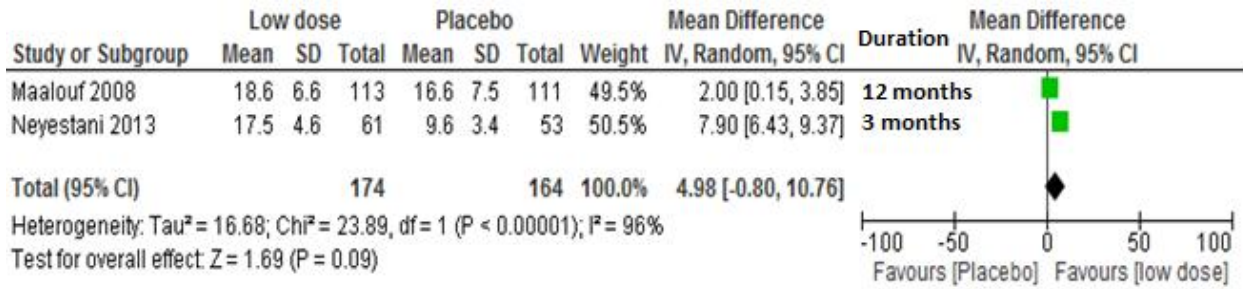 Low dose Placebo Mean Difference Mean Difference
Study or Subgroup Mean SD Total Mean SD Total Weight IV, Random, 95% CI Duration IV, Random, 95% CI
Maalouf 2008 18.6 6.6 113 16.6 7.5 111 49.5% 2.00 [0.15, 3.85] 12 months
Neyestani 2013 17.5 4.6 61 9.6 3.4 53 50.5% 7.90 [6.43, 9.37] 3 months
Total (95% CI) 174 164 100.0% 4.98 [-0.80, 10.76]
Heterogeneity: Tau² = 16.68; Chi² = 23.89, df = 1 (P < 0.00001); I² = 96%
Test for overall effect: Z = 1.69 (P = 0.09)
-100 -50 0 50 100
Favours [Placebo] Favours [low dose]